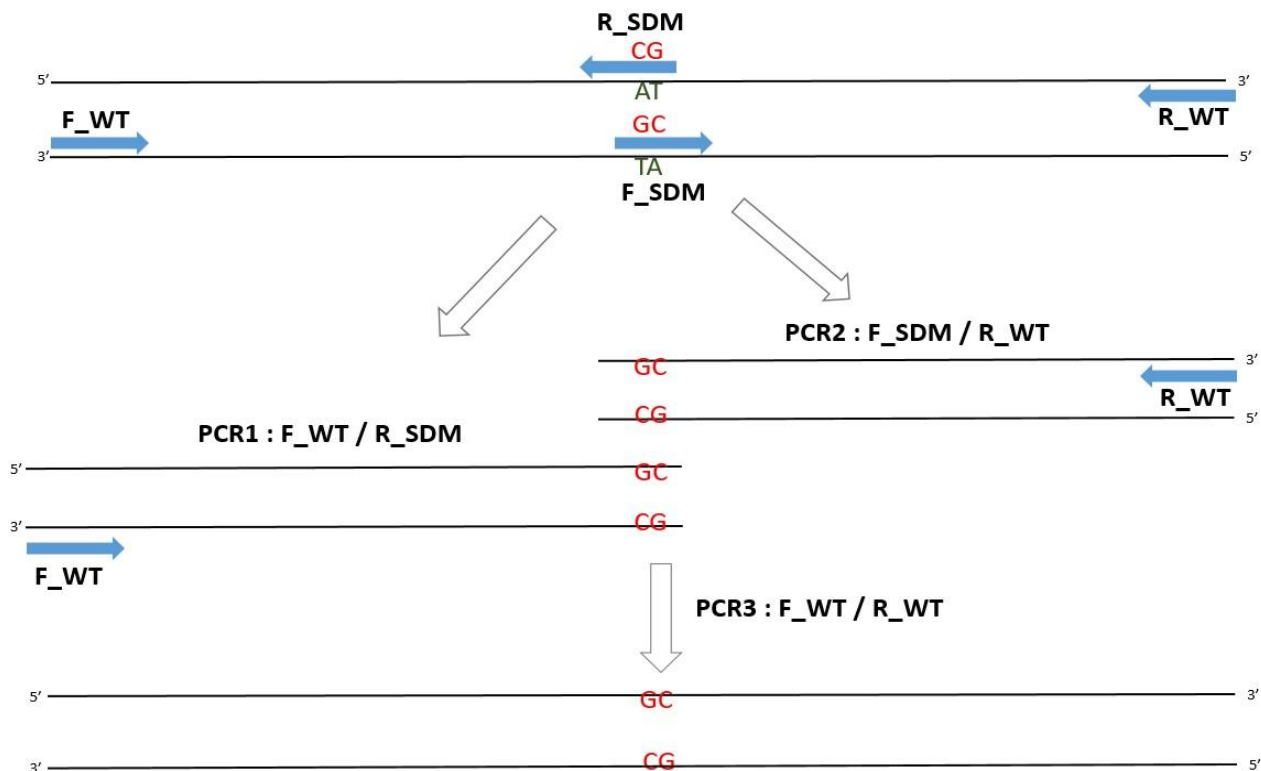 R_SDM
CG
5’ 3’
AT
F_WT R_WT
GC
3’ 5’
TA
F_SDM
PCR2 : F_SDM / R_WT
3’
GC
R_WT
CG
5’
PCR1 : F_WT / R_SDM
5’
GC
3’
CG
F_WT
PCR3 : F_WT / R_WT
5’ 3’
GC
3’ 5’
CG